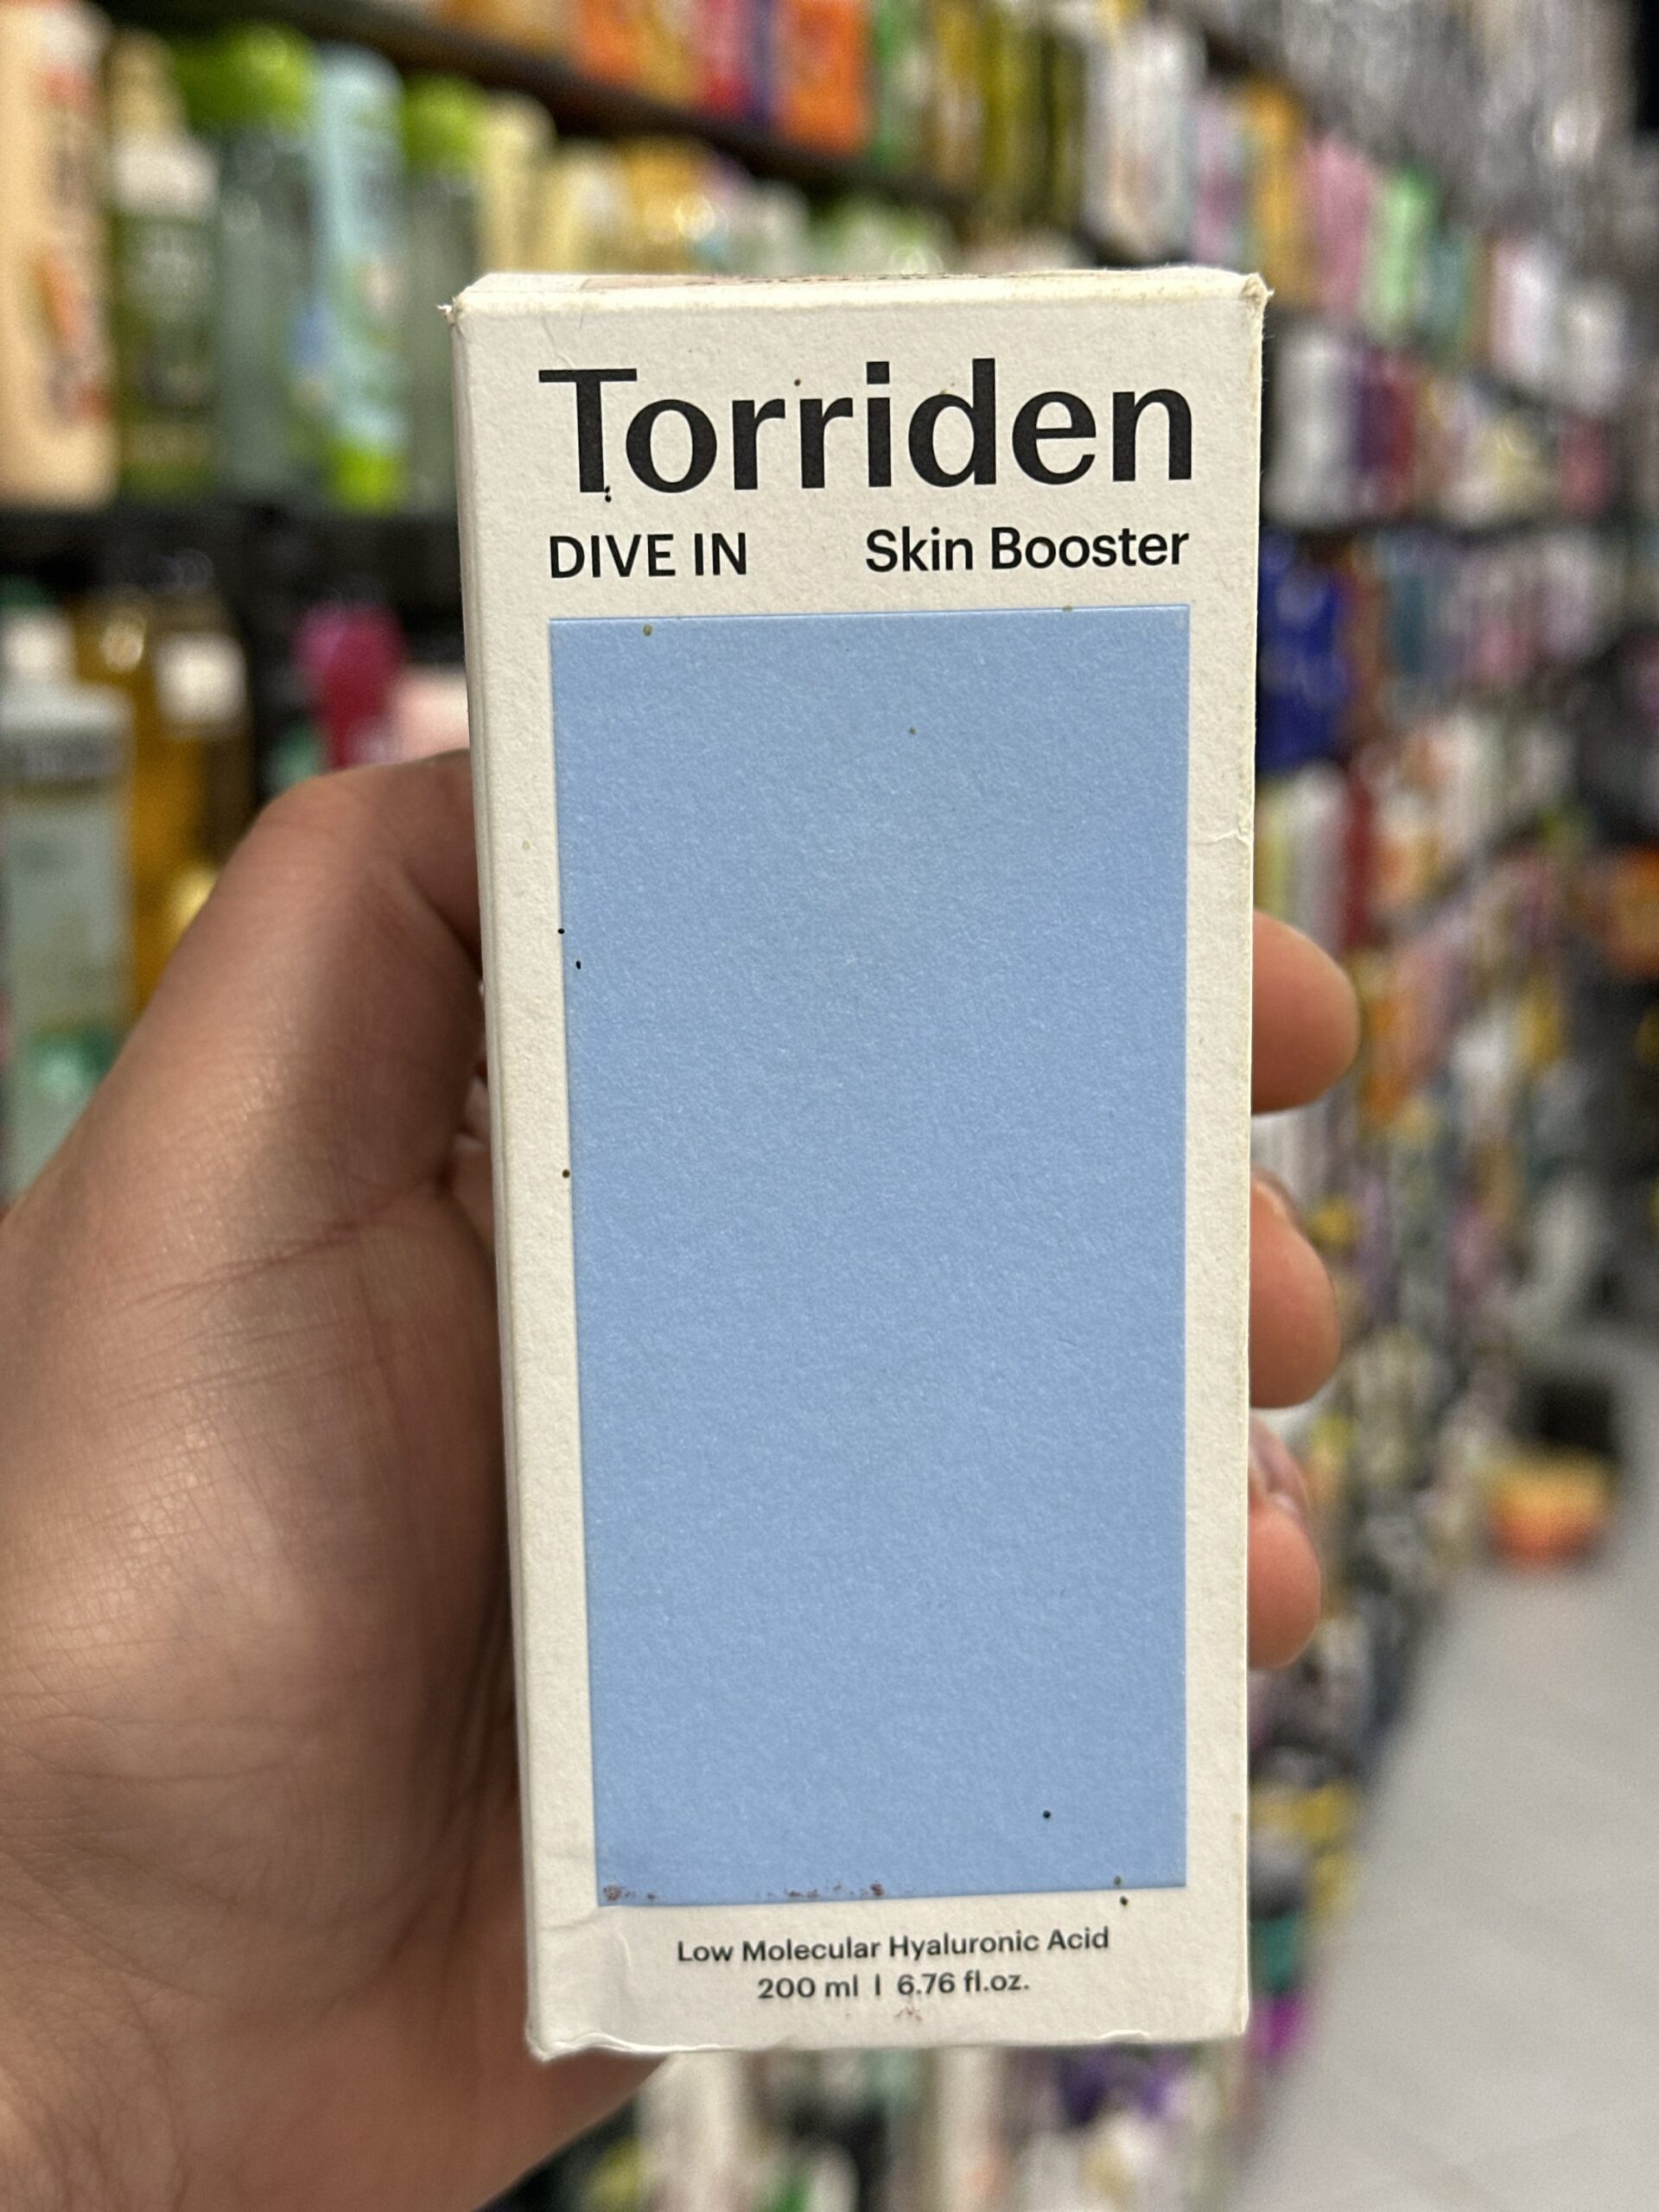 Torriden
DIVE IN Skin Booster
Low Molecular Hyaluronic Acid
200 ml | 6.76 fl.oz.